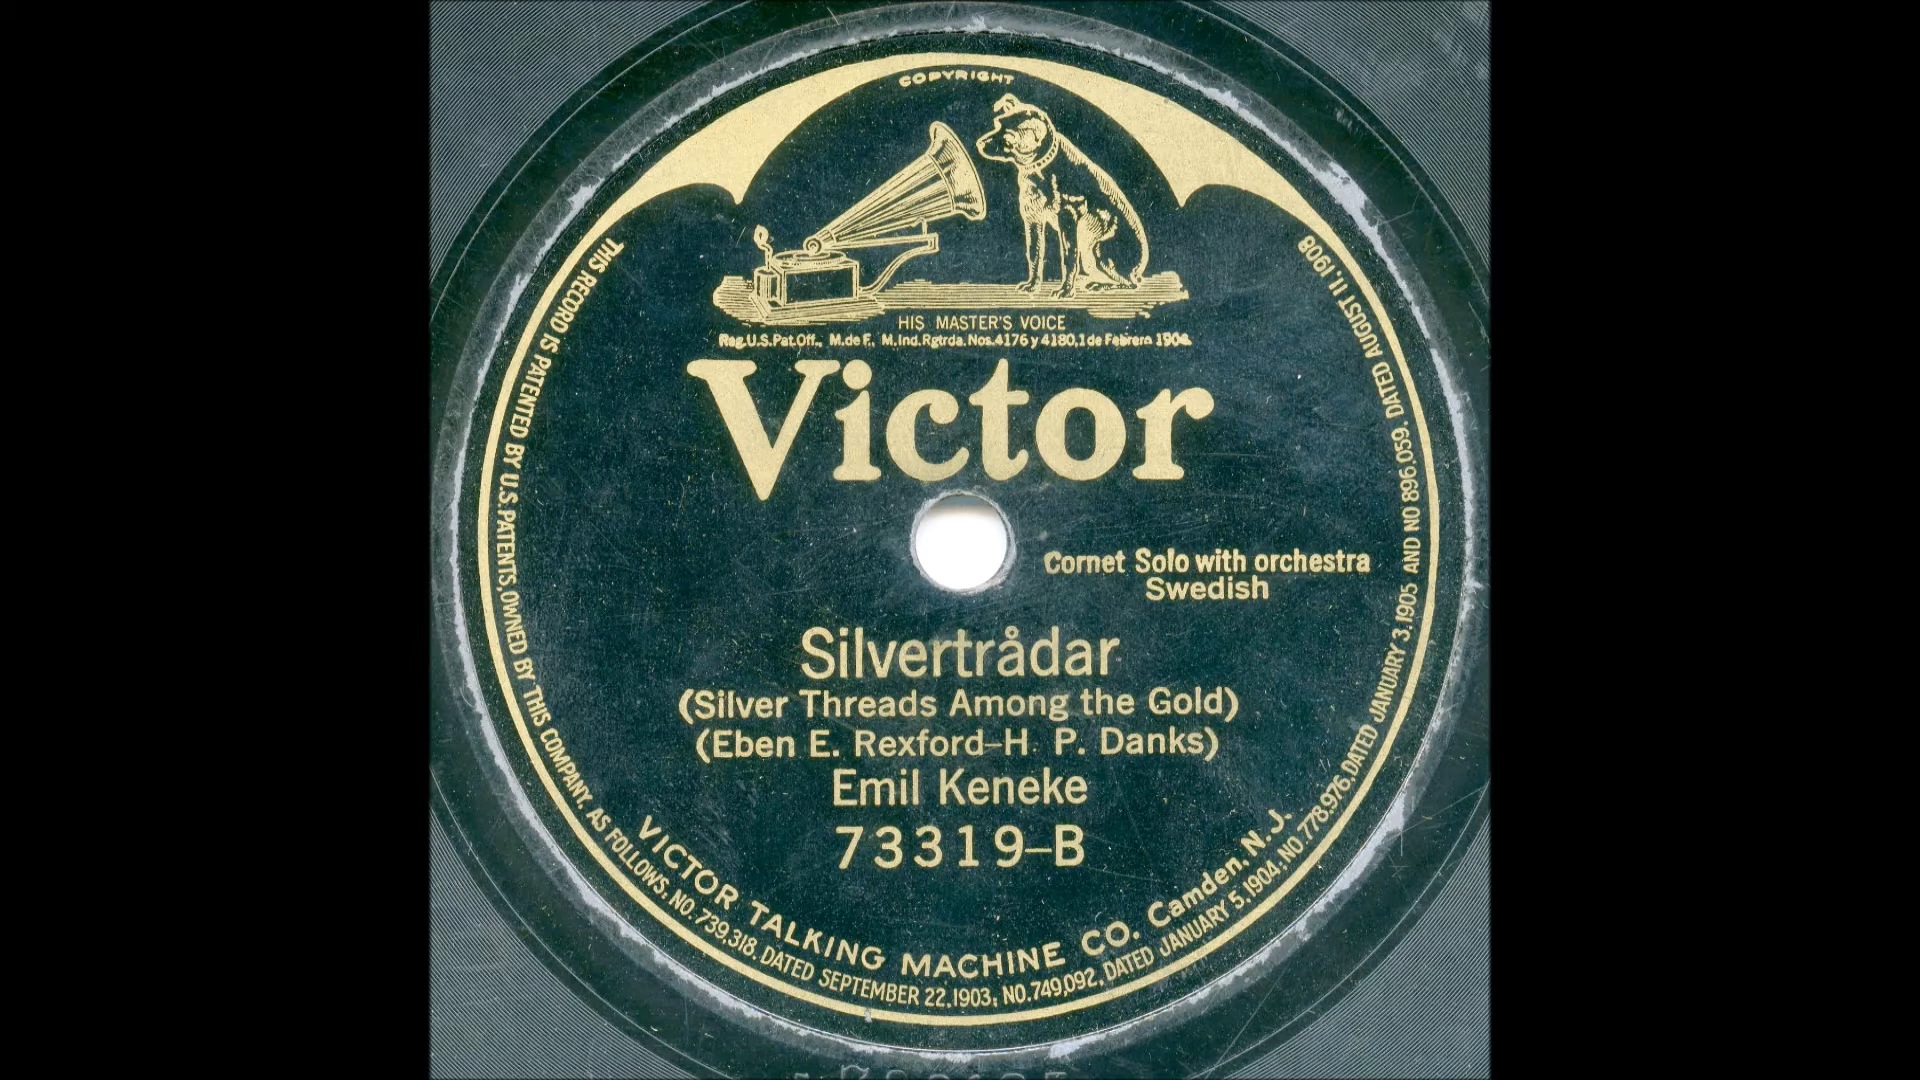 COPYRIGHT
HIS MASTER'S VOICE
Reg.U.S.Pat.Off., M.de F., M.Ind.Rgtrda.Nos.4176 y 4180,1 de Febrero 1904.
Victor
Cornet Solo with orchestra
Swedish
Silvertrådar
(Silver Threads Among the Gold)
(Eben E. Rexford–H. P. Danks)
Emil Keneke
73319–B
VICTOR TALKING MACHINE CO. Camden, N.J.
THIS RECORD IS PATENTED BY U.S. PATENTS, OWNED BY THIS COMPANY, AS FOLLOWS: NO. 739,318, DATED SEPTEMBER 22, 1903; NO. 749,092, DATED JANUARY 5, 1904; NO. 778,976, DATED JANUARY 3, 1905 AND NO 896,059, DATED AUGUST 11, 1908